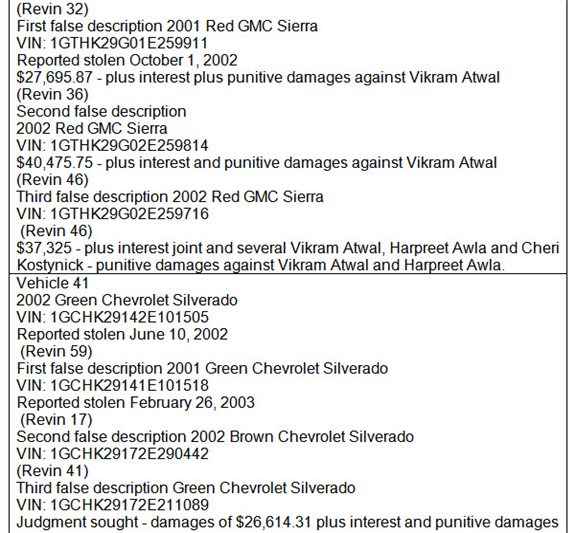 (Revin 32)
First false description 2001 Red GMC Sierra
VIN: 1GTHK29G01E259911
Reported stolen October 1, 2002
$27,695.87 - plus interest plus punitive damages against Vikram Atwal
(Revin 36)
Second false description
2002 Red GMC Sierra
VIN: 1GTHK29G02E259814
$40,475.75 - plus interest and punitive damages against Vikram Atwal
(Revin 46)
Third false description 2002 Red GMC Sierra
VIN: 1GTHK29G02E259716
(Revin 46)
$37,325 - plus interest joint and several Vikram Atwal, Harpreet Awla and Cheri
Kostynick - punitive damages against Vikram Atwal and Harpreet Awla.
Vehicle 41
2002 Green Chevrolet Silverado
VIN: 1GCHK29142E101505
Reported stolen June 10, 2002
(Revin 59)
First false description 2001 Green Chevrolet Silverado
VIN: 1GCHK29141E101518
Reported stolen February 26, 2003
(Revin 17)
Second false description 2002 Brown Chevrolet Silverado
VIN: 1GCHK29172E290442
(Revin 41)
Third false description Green Chevrolet Silverado
VIN: 1GCHK29172E211089
Judgment sought - damages of $26,614.31 plus interest and punitive damages